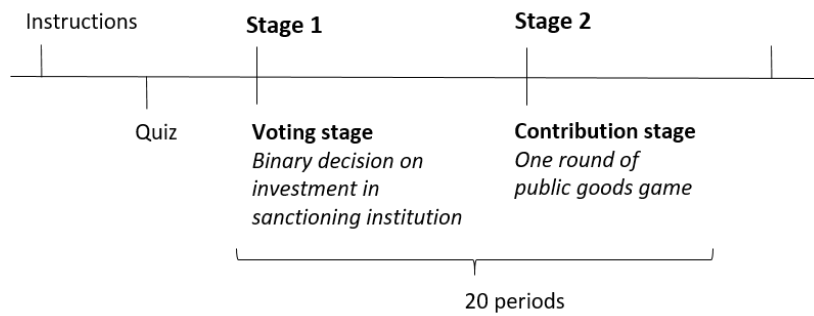 Instructions
Stage 1
Stage 2
Quiz
Voting stage
Binary decision on
investment in
sanctioning institution
Contribution stage
One round of
public goods game
20 periods